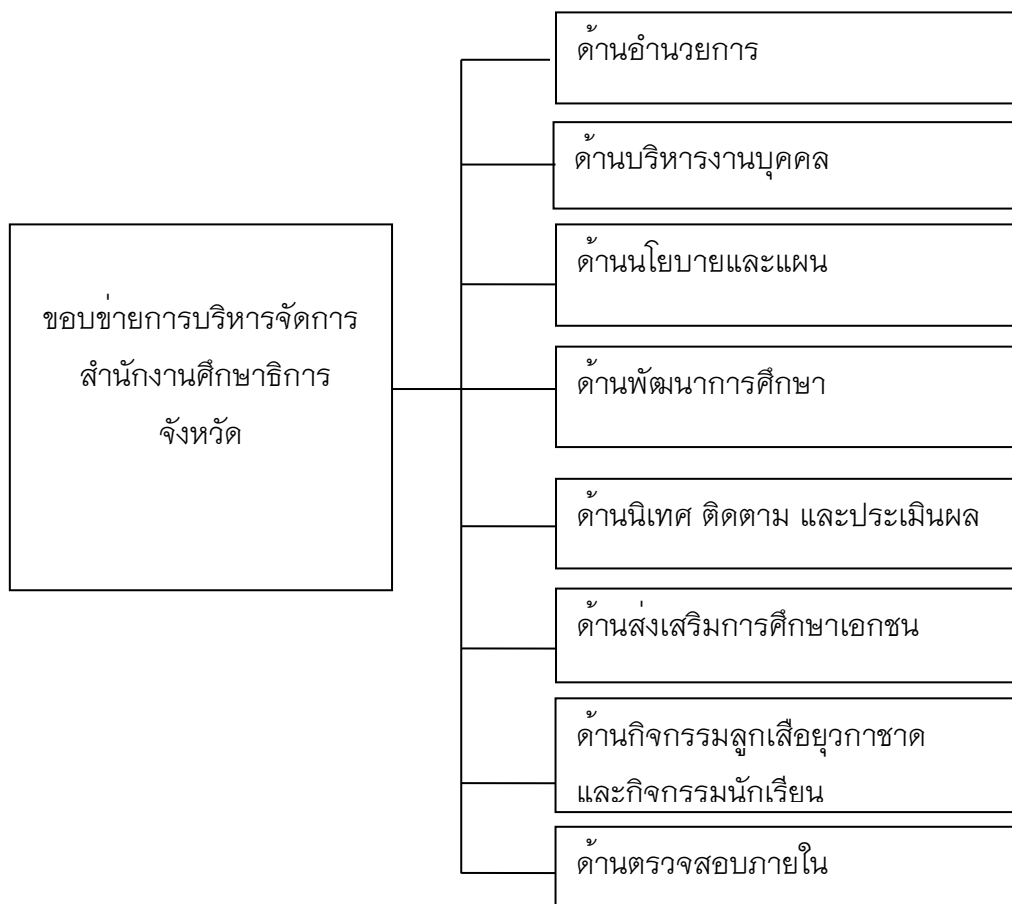 ด้านอำนวยการ
ด้านบริหารงานบุคคล
ด้านนโยบายและแผน
ขอบข่ายการบริหารจัดการ
สำนักงานศึกษาธิการ
จังหวัด
ด้านพัฒนาการศึกษา
ด้านนิเทศ ติดตาม และประเมินผล
ด้านส่งเสริมการศึกษาเอกชน
ด้านกิจกรรมลูกเสือยุวกาชาด
และกิจกรรมนักเรียน
ด้านตรวจสอบภายใน